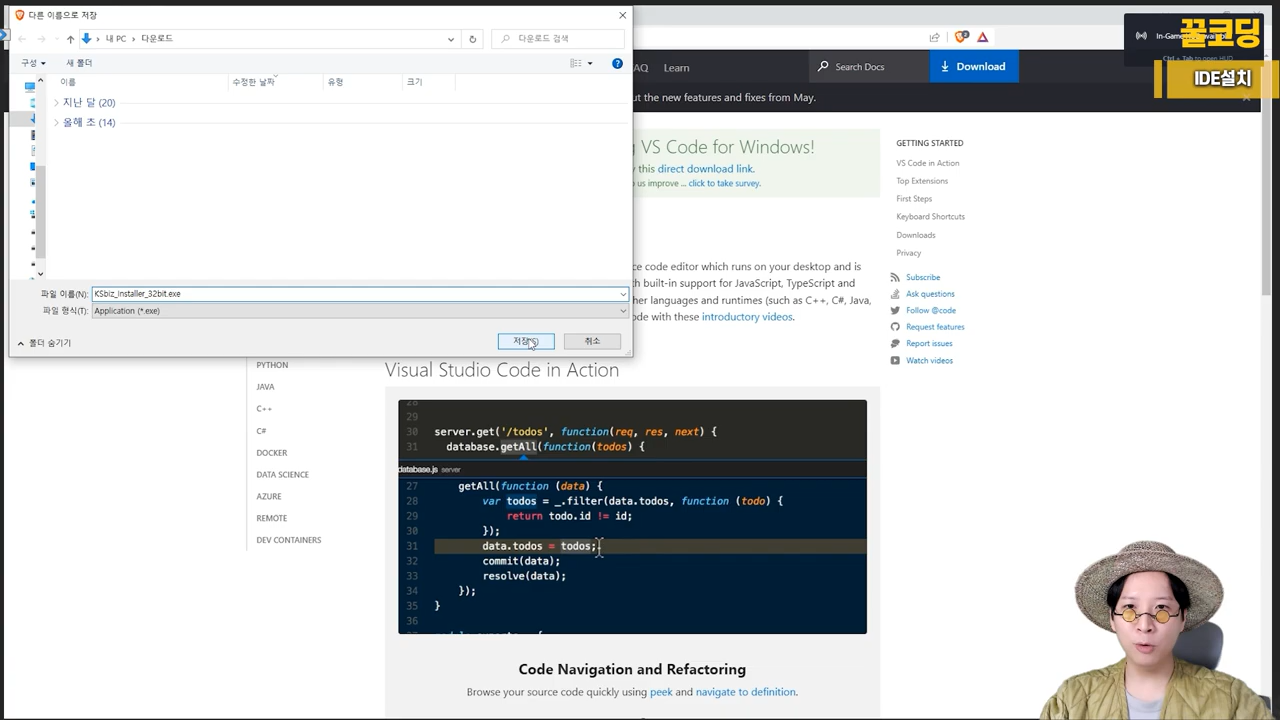 다른 이름으로 저장
내 PC
다운로드
다운로드 검색
구성
새 폴더
이름
수정한 날짜
유형
크기
지난 달 (20)
올해 초 (14)
파일 이름(N):
KSbiz_Installer_32bit.exe
파일 형식(T):
Application (*.exe)
폴더 숨기기
취소
꿀코딩
IDE설치
AQ
Learn
Search Docs
Download
ut the new features and fixes from May.
g VS Code for Windows!
y this direct download link.
us improve ... click to take survey.
ce code editor which runs on your desktop and is
th built-in support for JavaScript, TypeScript and
her languages and runtimes (such as C++, C#, Java,
ode with these introductory videos.
GETTING STARTED
VS Code in Action
Top Extensions
First Steps
Keyboard Shortcuts
Downloads
Privacy
Subscribe
Ask questions
Follow @code
Request features
Report issues
Watch videos
PYTHON
JAVA
C++
C#
DOCKER
DATA SCIENCE
AZURE
REMOTE
DEV CONTAINERS
Visual Studio Code in Action
29
30 server.get('/todos', function(req, res, next) {
31 database.getAll(function(todos) {
database.js server
27 getAll(function (data) {
28 var todos = _.filter(data.todos, function (todo) {
29 return todo.id != id;
30 });
31 data.todos = todos;
32 commit(data);
33 resolve(data);
34 });
35 }
36
Code Navigation and Refactoring
Browse your source code quickly using peek and navigate to definition.